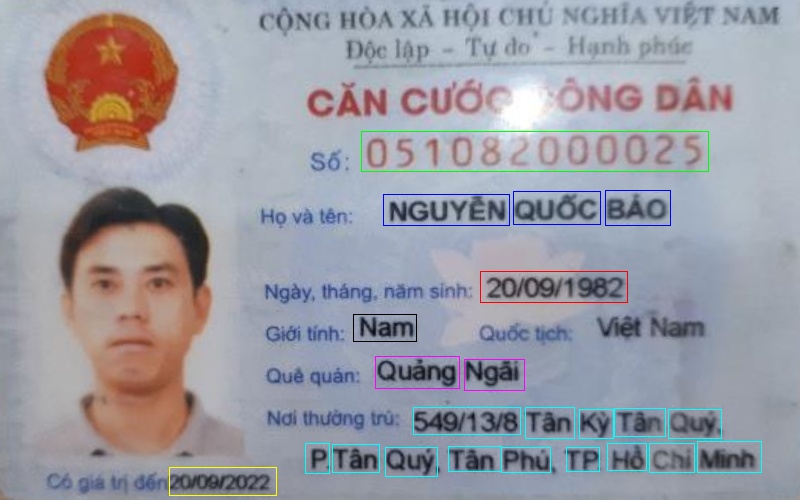 CỘNG HÒA XÃ HỘI CHỦ NGHĨA VIỆT NAM
Độc lập - Tự do - Hạnh phúc
CĂN CƯỚC CÔNG DÂN
Số: 051082000025
Họ và tên: NGUYỄN QUỐC BẢO
Ngày, tháng, năm sinh: 20/09/1982
Giới tính: Nam Quốc tịch: Việt Nam
Quê quán: Quảng Ngãi
Nơi thường trú: 549/13/8 Tân Kỳ Tân Quý,
P.Tân Quý, Tân Phú, TP Hồ Chí Minh
Có giá trị đến 20/09/2022